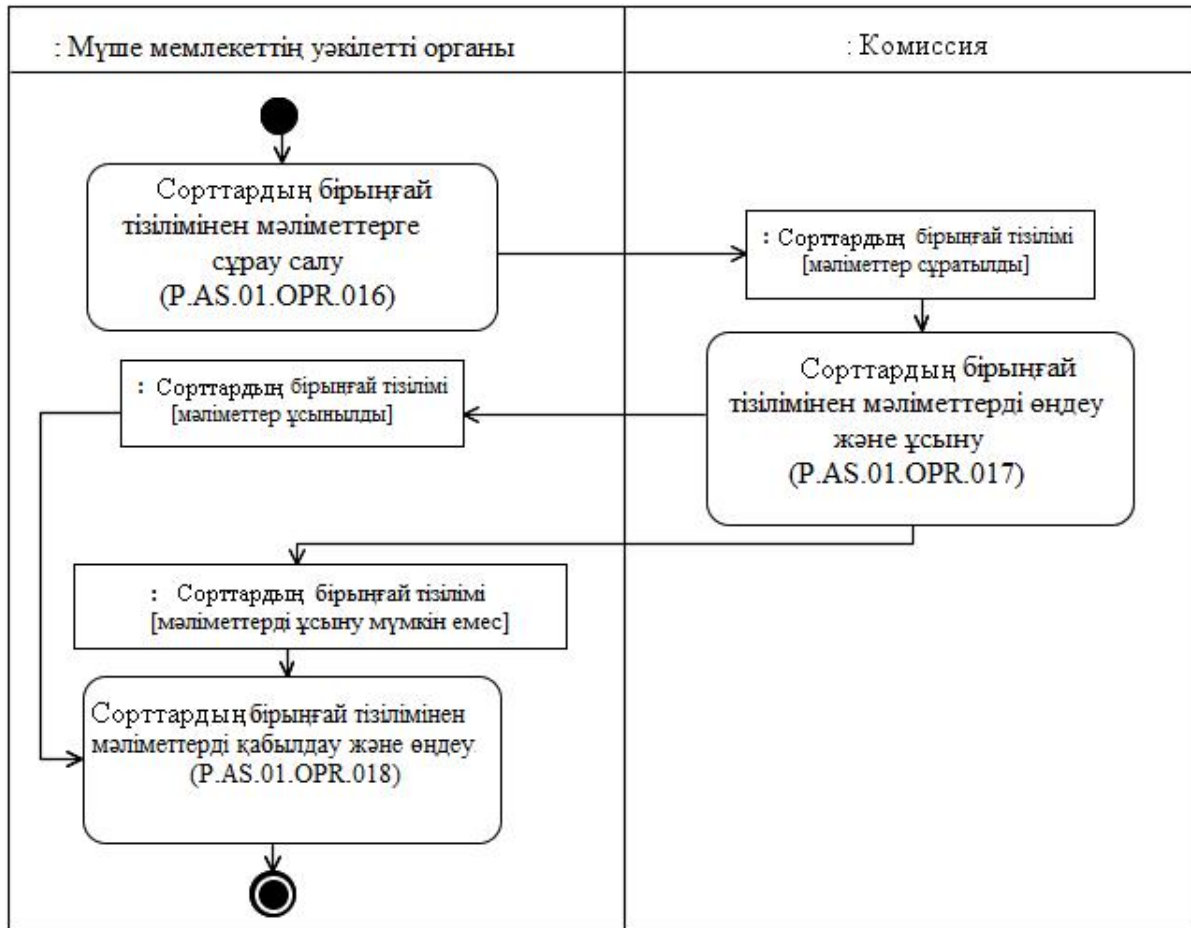 : Мүше мемлекеттің уәкілетті органы
: Комиссия
Сорттардың бірыңғай
тізілімінен мәліметтерге
сұрау салу
(P.AS.01.OPR.016)
: Сорттардың бірыңғай тізілімі
[мәліметтер сұратылды]
Сорттардың бірыңғай
тізілімінен мәліметтерді өңдеу
және ұсыну
(P.AS.01.OPR.017)
: Сорттардың бірыңғай тізілімі
[мәліметтер ұсынылды]
: Сорттардың бірыңғай тізілімі
[мәліметтерді ұсыну мүмкін емес]
Сорттардың бірыңғай тізілімінен
мәліметтерді қабылдау және өңдеу
(P.AS.01.OPR.018)